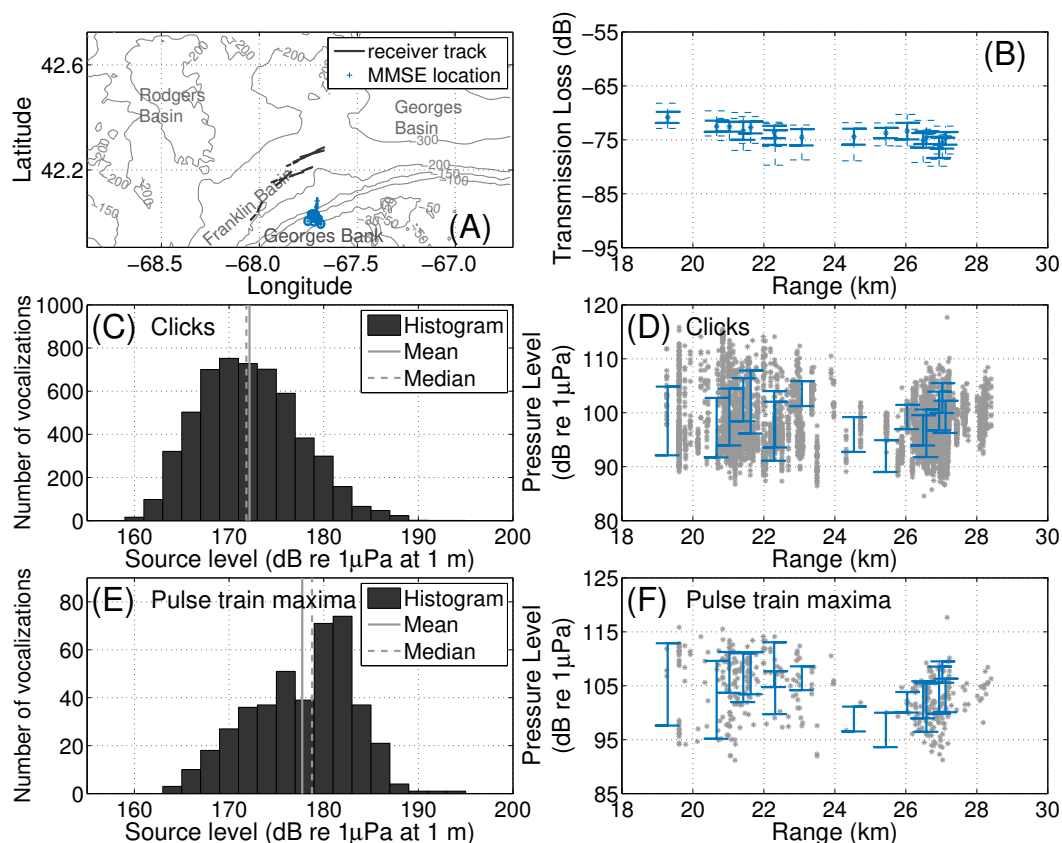 42.6
42.2
Latitude
−68.5
−68.0
−67.5
−67.0
Longitude
receiver track
MMSE location
Rodgers
Basin
Georges
Basin
Franklin Basin
Georges Bank
−200
−200
−200
−200
−200
−300
−200
−150
−100
−150
−50
(A)
−55
−65
−75
−85
−95
Transmission Loss (dB)
(B)
18 20 22 24 26 28 30
Range (km)
1000
800
600
400
200
0
Number of vocalizations
(C) Clicks
Histogram
Mean
Median
160 170 180 190 200
Source level (dB re 1μPa at 1 m)
120
110
100
90
80
Pressure Level
(dB re 1μPa)
(D) Clicks
18 20 22 24 26 28 30
Range (km)
80
60
40
20
0
Number of vocalizations
(E) Pulse train maxima
Histogram
Mean
Median
160 170 180 190 200
Source level (dB re 1μPa at 1 m)
125
115
105
95
85
Pressure Level
(dB re 1μPa)
(F) Pulse train maxima
18 20 22 24 26 28 30
Range (km)